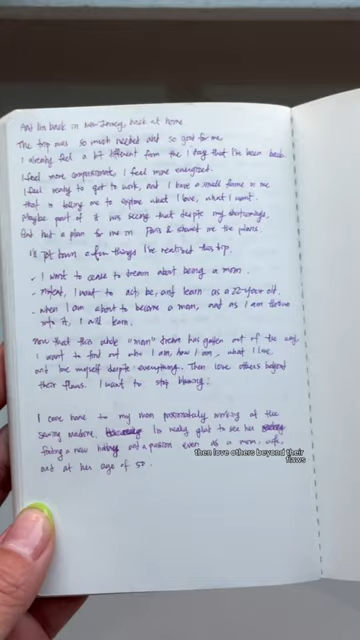 And I'm back in New Jersey, back at home.
The trip was so much needed and so good for me.
I already feel a bit different from the 1 day that I've been back.
I feel more compassionate, I feel more energized.
I feel ready to get to work, and I have a small flame in me
that is telling me to explore what I love, what I want.
Maybe part of it was seeing that despite my shortcomings,
God had a plan for me in Paris & showed me the plans.
I'll jot down a few things I've realized this trip.
- I want to cease to dream about being a mom.
- instead, I want to act, be, and learn as a 22-year old.
- when I am about to become a mom, and as I am thrown
into it, I will learn.
Now that this whole "mom" dream has gotten out of the way
I want to find out who I am, how I am, what I love,
and love myself despite everything. Then love others beyond
their flaws. I want to stop blaming.
I came home to my mom passionately working at the
sewing machine. I'm really glad to see her
finding a new and a passion even as a mom, wife,
and at her age of 50.
then love others beyond their
flaws